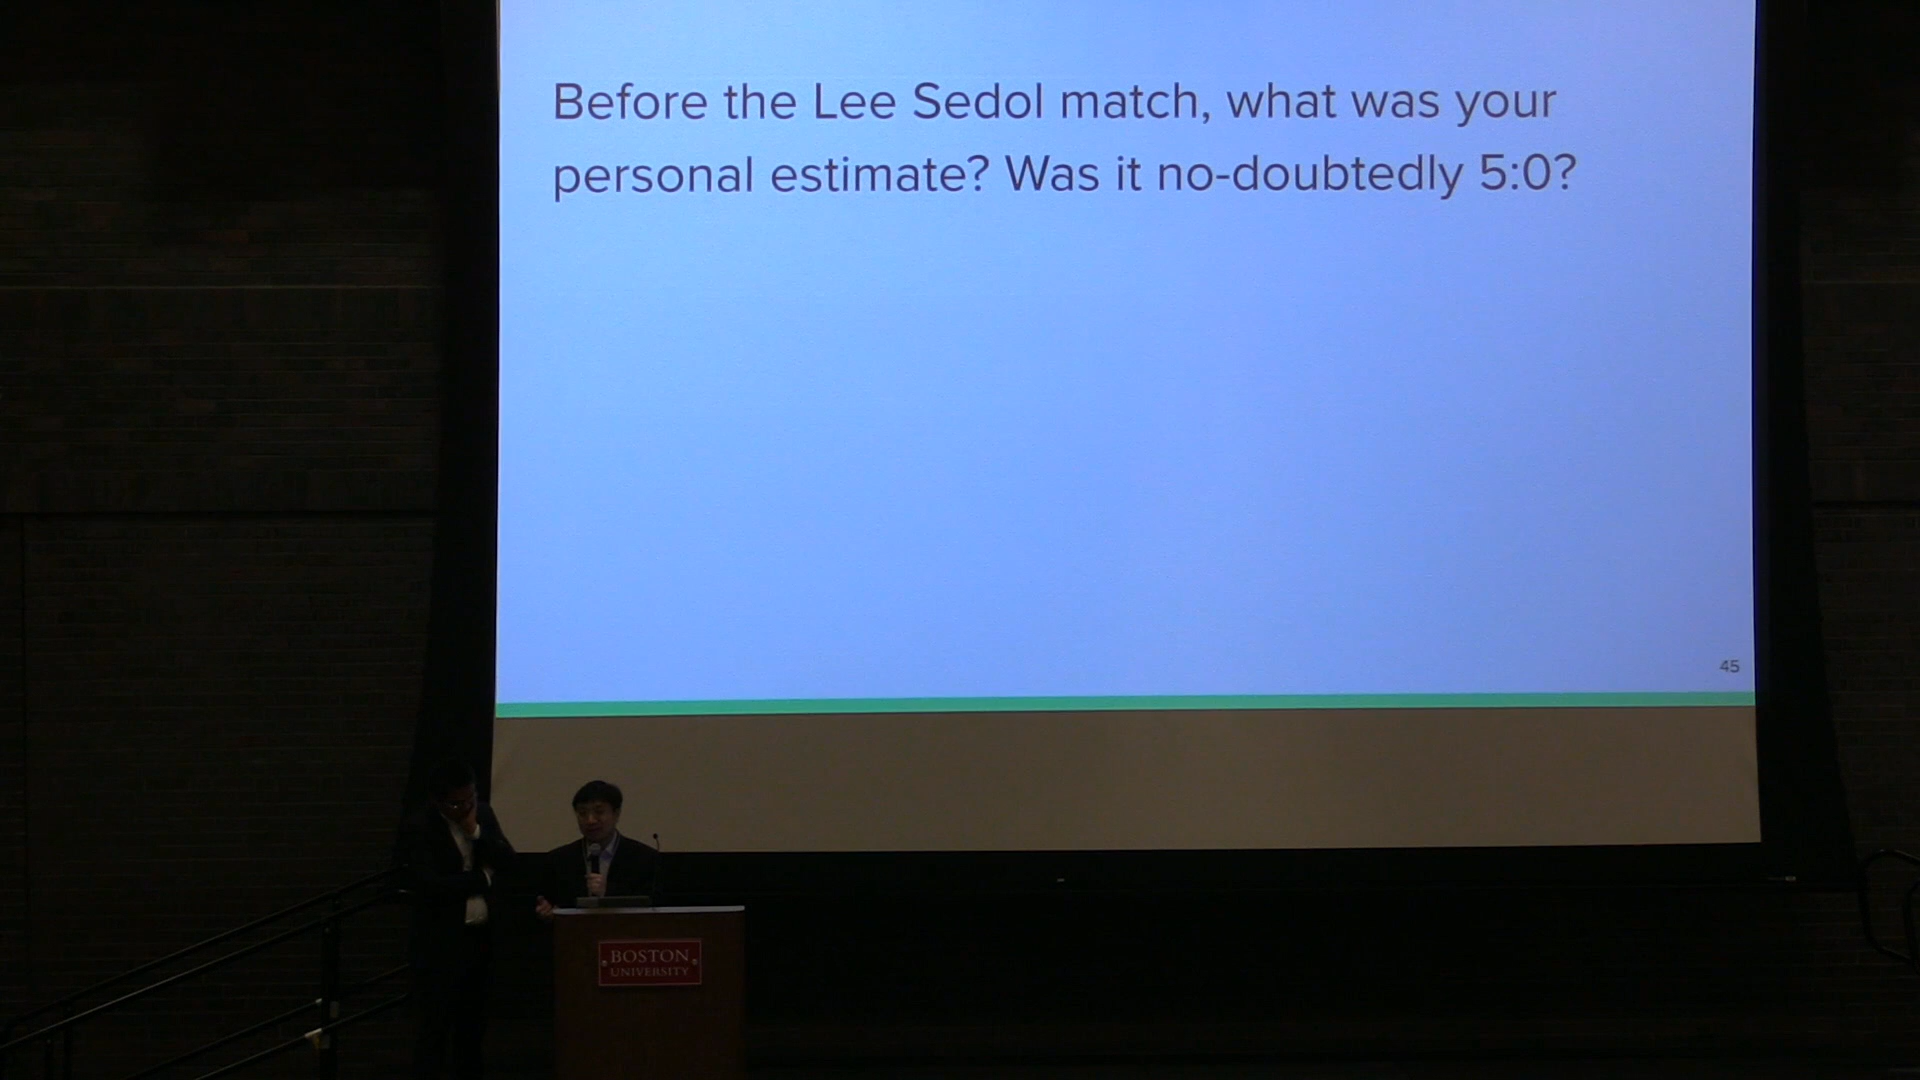 Before the Lee Sedol match, what was your
personal estimate? Was it no-doubtedly 5:0?
45
BOSTON
UNIVERSITY